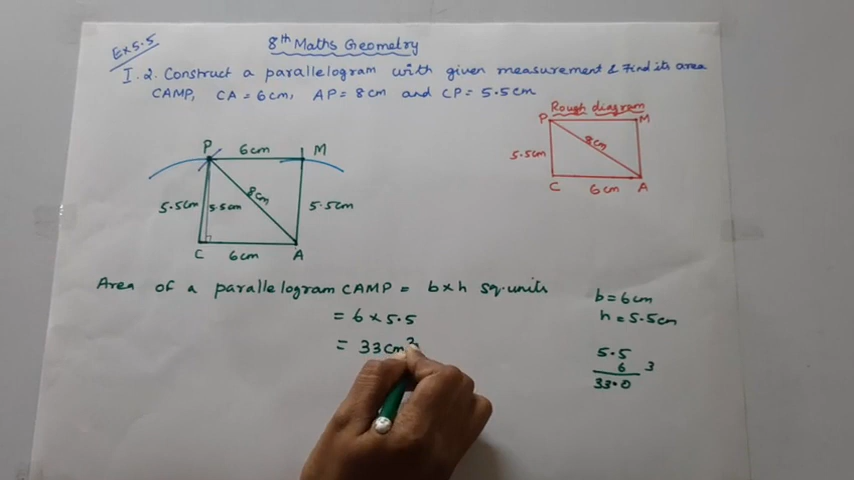 Ex 5.5
8th Maths Geometry
I. 2. Construct a parallelogram with given measurement & Find its area
CAMP, CA = 6cm, AP = 8cm and CP = 5.5cm
Rough diagram
P M
8cm
5.5cm
C 6cm A
P 6cm M
8cm
5.5cm 5.5cm 5.5cm
C 6cm A
Area of a parallelogram CAMP = b x h sq.units
= 6 x 5.5
= 33 cm2
b = 6cm
h = 5.5cm
5.5
6 3
33.0